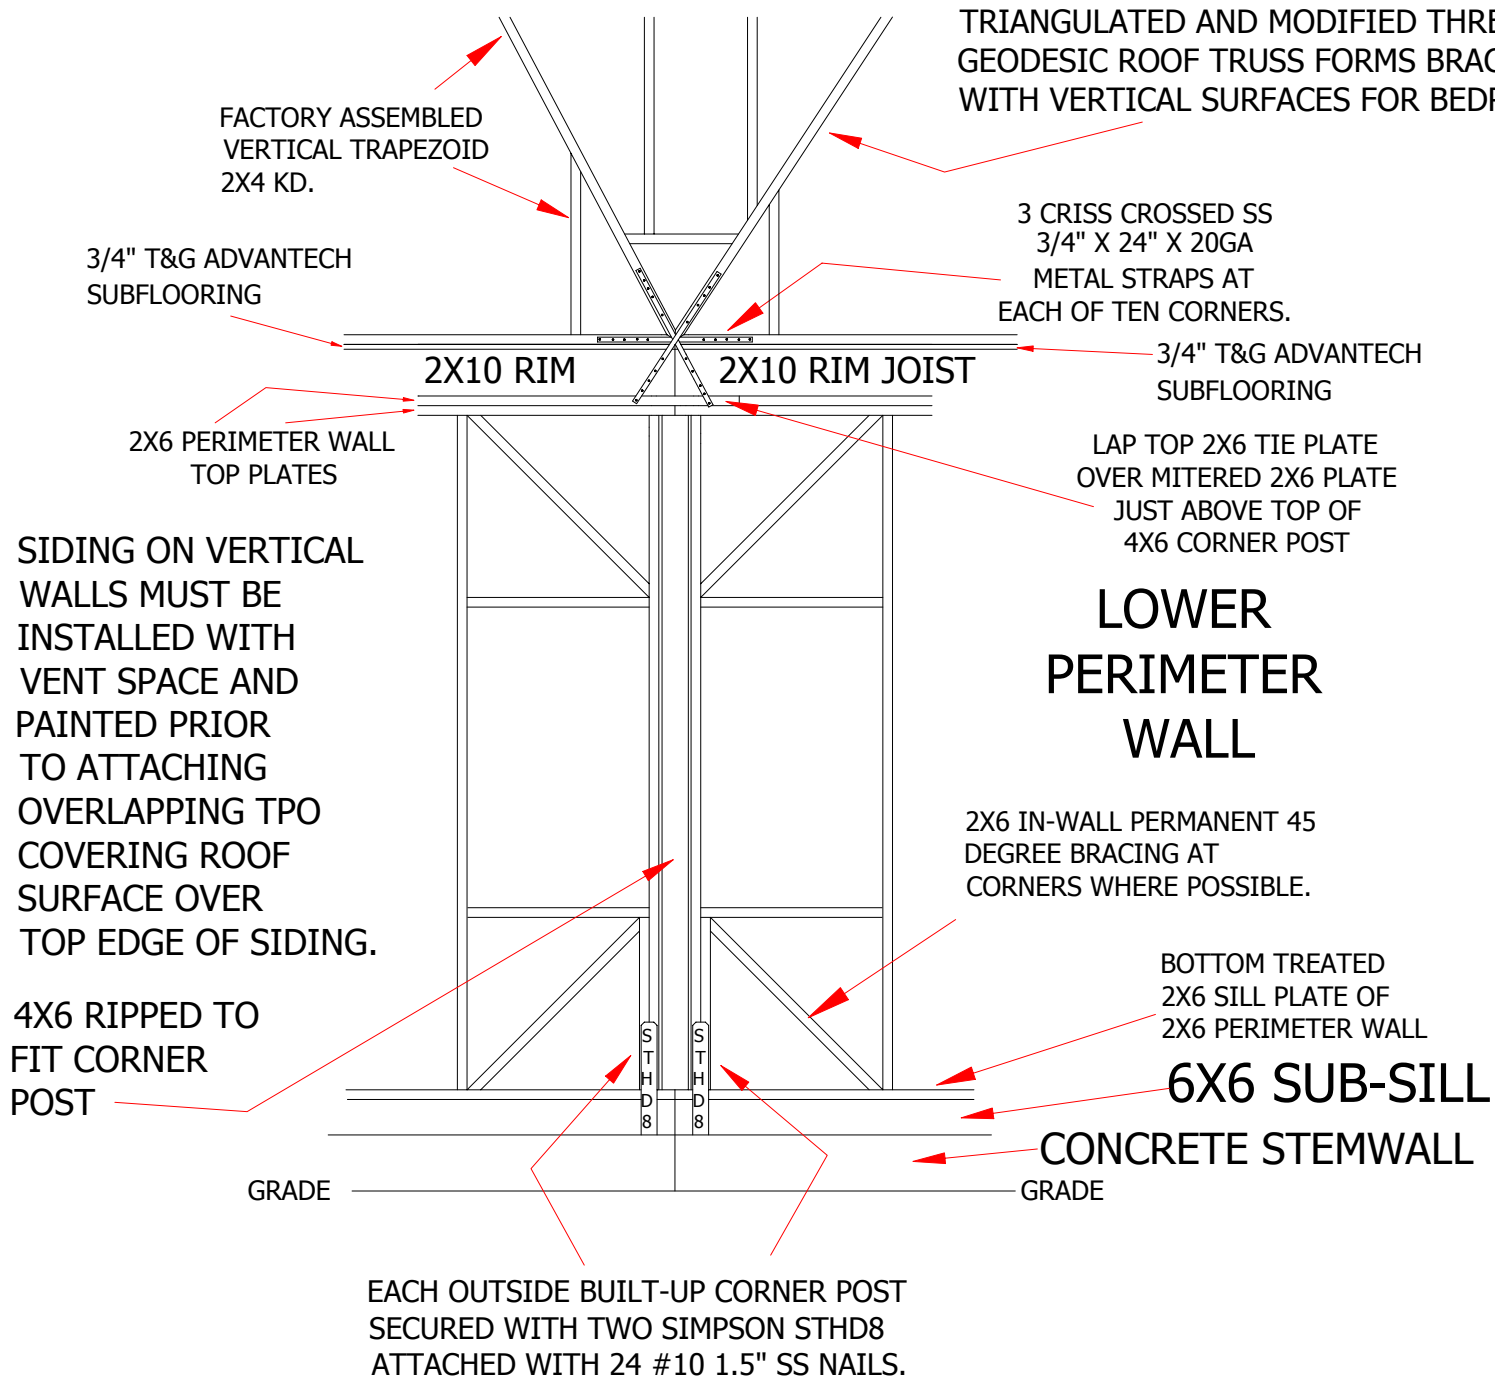 TRIANGULATED AND MODIFIED THRE
GEODESIC ROOF TRUSS FORMS BRAC
WITH VERTICAL SURFACES FOR BEDR
FACTORY ASSEMBLED
VERTICAL TRAPEZOID
2X4 KD.
3 CRISS CROSSED SS
3/4" X 24" X 20GA
METAL STRAPS AT
EACH OF TEN CORNERS.
3/4" T&G ADVANTECH
SUBFLOORING
2X10 RIM
2X10 RIM JOIST
3/4" T&G ADVANTECH
SUBFLOORING
2X6 PERIMETER WALL
TOP PLATES
LAP TOP 2X6 TIE PLATE
OVER MITERED 2X6 PLATE
JUST ABOVE TOP OF
4X6 CORNER POST
SIDING ON VERTICAL
WALLS MUST BE
INSTALLED WITH
VENT SPACE AND
PAINTED PRIOR
TO ATTACHING
OVERLAPPING TPO
COVERING ROOF
SURFACE OVER
TOP EDGE OF SIDING.
LOWER
PERIMETER
WALL
2X6 IN-WALL PERMANENT 45
DEGREE BRACING AT
CORNERS WHERE POSSIBLE.
4X6 RIPPED TO
FIT CORNER
POST
STHD8
STHD8
BOTTOM TREATED
2X6 SILL PLATE OF
2X6 PERIMETER WALL
6X6 SUB-SILL
CONCRETE STEMWALL
GRADE
GRADE
EACH OUTSIDE BUILT-UP CORNER POST
SECURED WITH TWO SIMPSON STHD8
ATTACHED WITH 24 #10 1.5" SS NAILS.